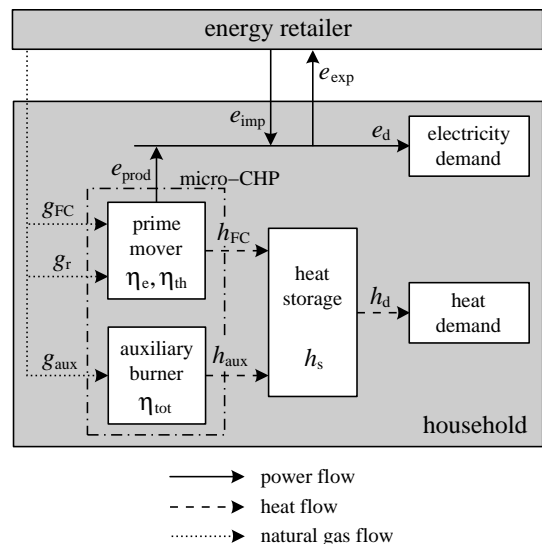 energy retailer
e_exp
e_imp
e_d
electricity
demand
e_prod
micro–CHP
g_FC
prime
mover
η_e, η_th
h_FC
g_r
heat
storage
h_s
h_d
heat
demand
g_aux
auxiliary
burner
η_tot
h_aux
household
power flow
heat flow
natural gas flow